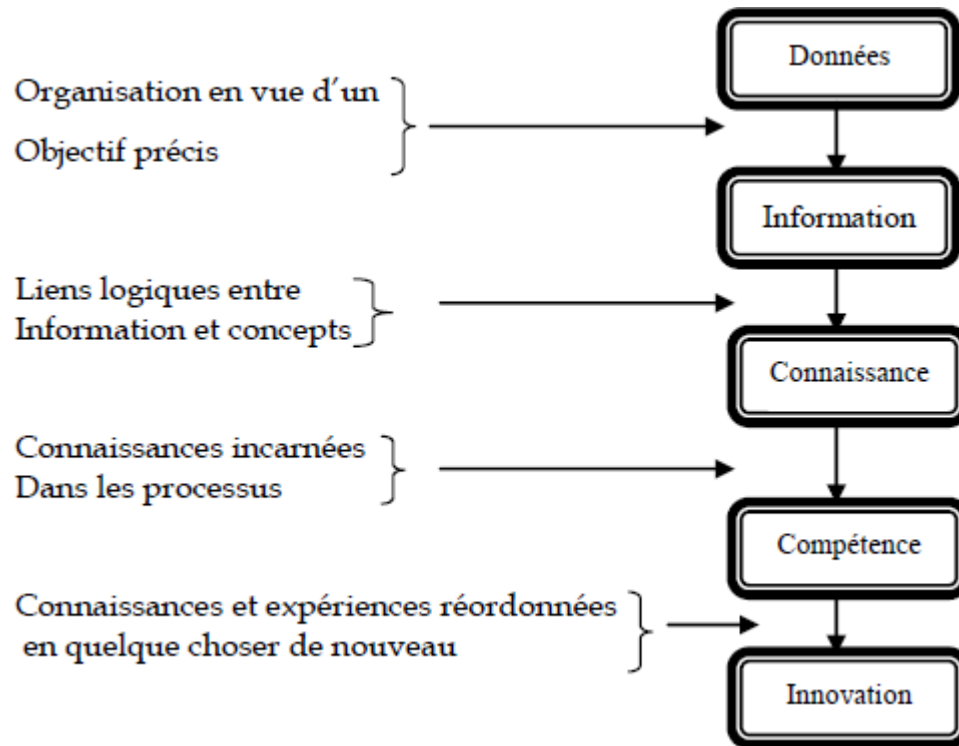 Données
Organisation en vue d'un
Objectif précis
Information
Liens logiques entre
Information et concepts
Connaissance
Connaissances incarnées
Dans les processus
Compétence
Connaissances et expériences réordonnées
en quelque choser de nouveau
Innovation